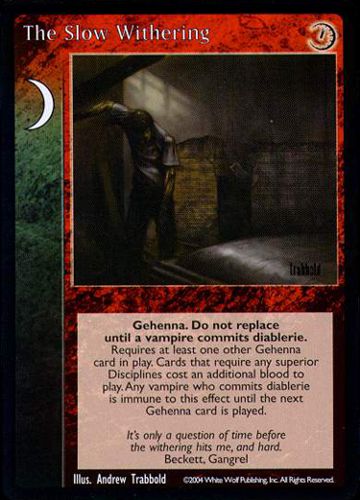 The Slow Withering
Trabbold
Gehenna. Do not replace
until a vampire commits diablerie.
Requires at least one other Gehenna
card in play. Cards that require any superior
Disciplines cost an additional blood to
play. Any vampire who commits diablerie
is immune to this effect until the next
Gehenna card is played.
It's only a question of time before
the withering hits me, and hard.
Beckett, Gangrel
Illus. Andrew Trabbold ©2004 White Wolf Publishing, Inc. All Rights Reserved.